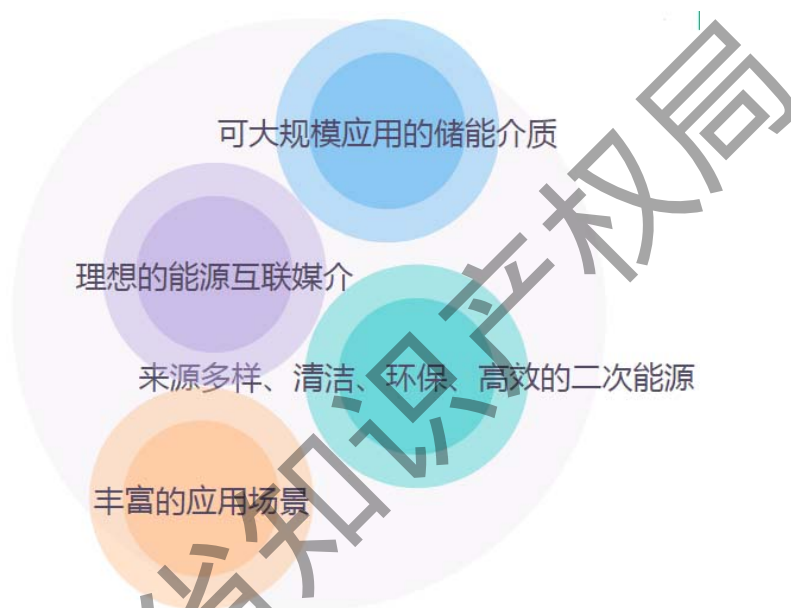 可大规模应用的储能介质
理想的能源互联媒介
来源多样、清洁、环保、高效的二次能源
丰富的应用场景
省知识产权局